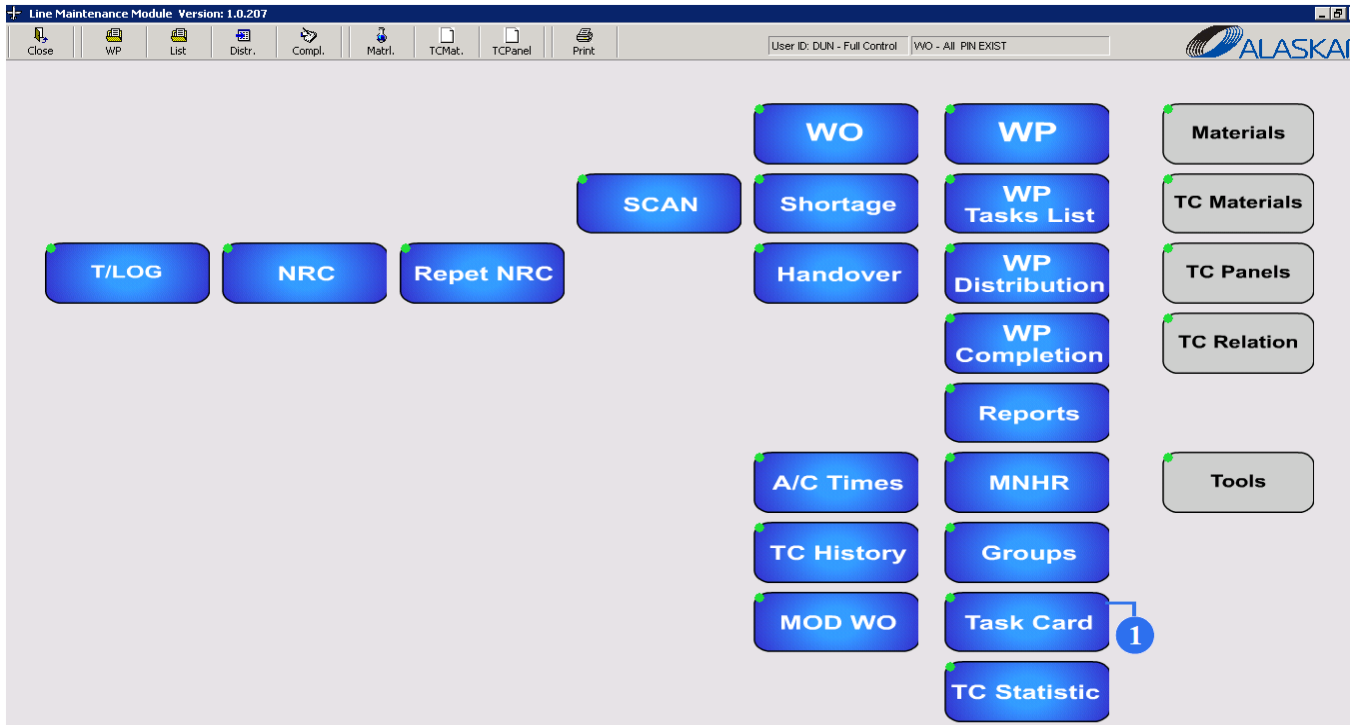 Line Maintenance Module Version: 1.0.207
Close WP List Distr. Compl. Matrl. TCMat. TCPanel Print
User ID: DUN - Full Control WO - All PIN EXIST
ALASKAR
WO WP Materials
SCAN Shortage WP
Tasks List TC Materials
T/LOG NRC Repet NRC Handover WP
Distribution TC Panels
WP
Completion TC Relation
Reports
A/C Times MNHR Tools
TC History Groups
MOD WO Task Card
1
TC Statistic